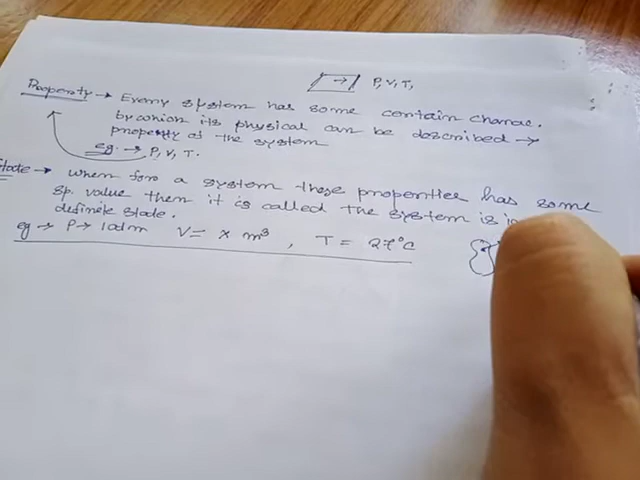 P, V, T,
Property → Every system has some contain charac.
by which its physical can be described →
property of the system
eg. → P, V, T.
State → when for a system these properties has some
sp. value then it is called the system is in
definite state.
eg → P → 1 atm V = x m³ , T = 27°C